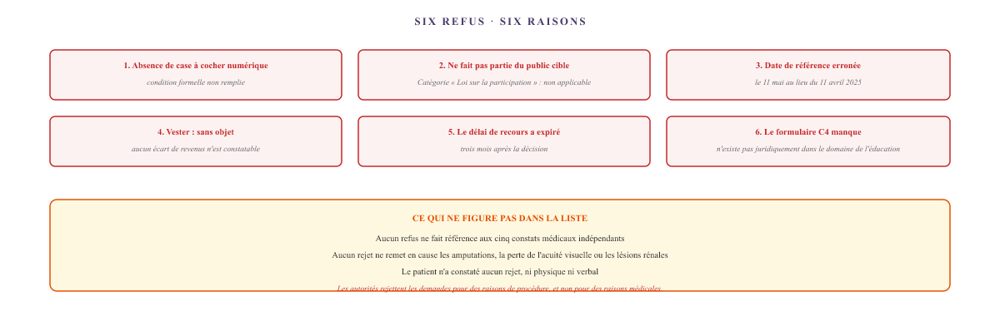 SIX REFUS · SIX RAISONS
1. Absence de case à cocher numérique
condition formelle non remplie
2. Ne fait pas partie du public cible
Catégorie « Loi sur la participation » : non applicable
3. Date de référence erronée
le 11 mai au lieu du 11 avril 2025
4. Vester : sans objet
aucun écart de revenus n'est constatable
5. Le délai de recours a expiré
trois mois après la décision
6. Le formulaire C4 manque
n'existe pas juridiquement dans le domaine de l'éducation
CE QUI NE FIGURE PAS DANS LA LISTE
Aucun refus ne fait référence aux cinq constats médicaux indépendants
Aucun rejet ne remet en cause les amputations, la perte de l'acuité visuelle ou les lésions rénales
Le patient n'a constaté aucun rejet, ni physique ni verbal
Les autorités rejettent les demandes pour des raisons de procédure, et non pour des raisons médicales.